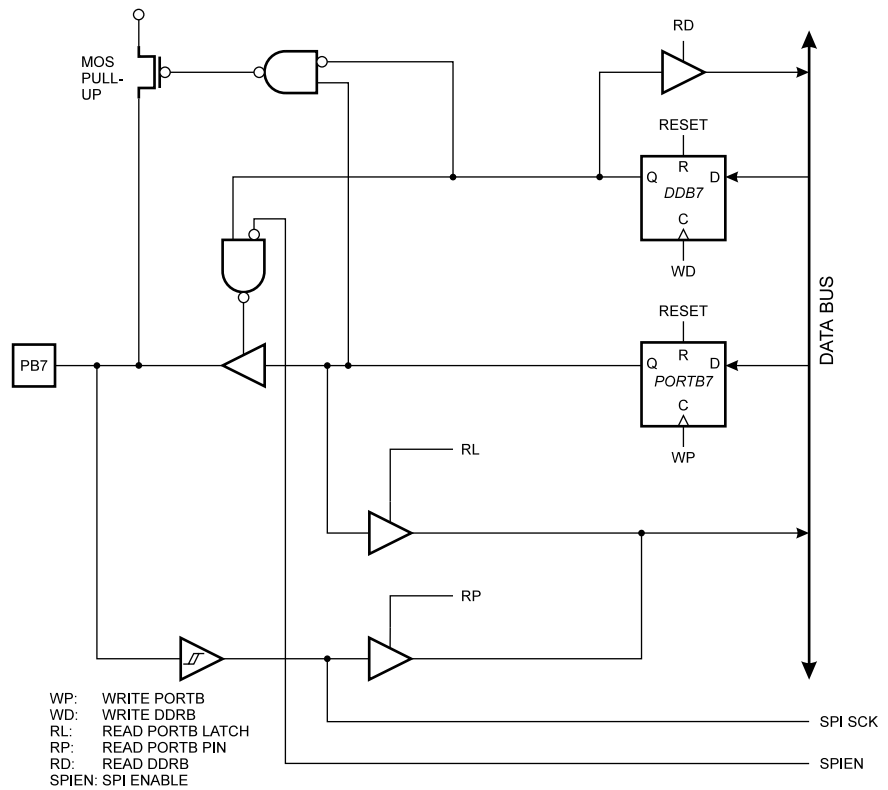 RD
MOS
PULL-
UP
RESET
R
Q
D
DDB7
C
WD
DATA BUS
RESET
PB7
R
Q
D
PORTB7
C
WP
RL
RP
WP: WRITE PORTB
WD: WRITE DDRB
RL: READ PORTB LATCH
RP: READ PORTB PIN
RD: READ DDRB
SPIEN: SPI ENABLE
SPI SCK
SPIEN